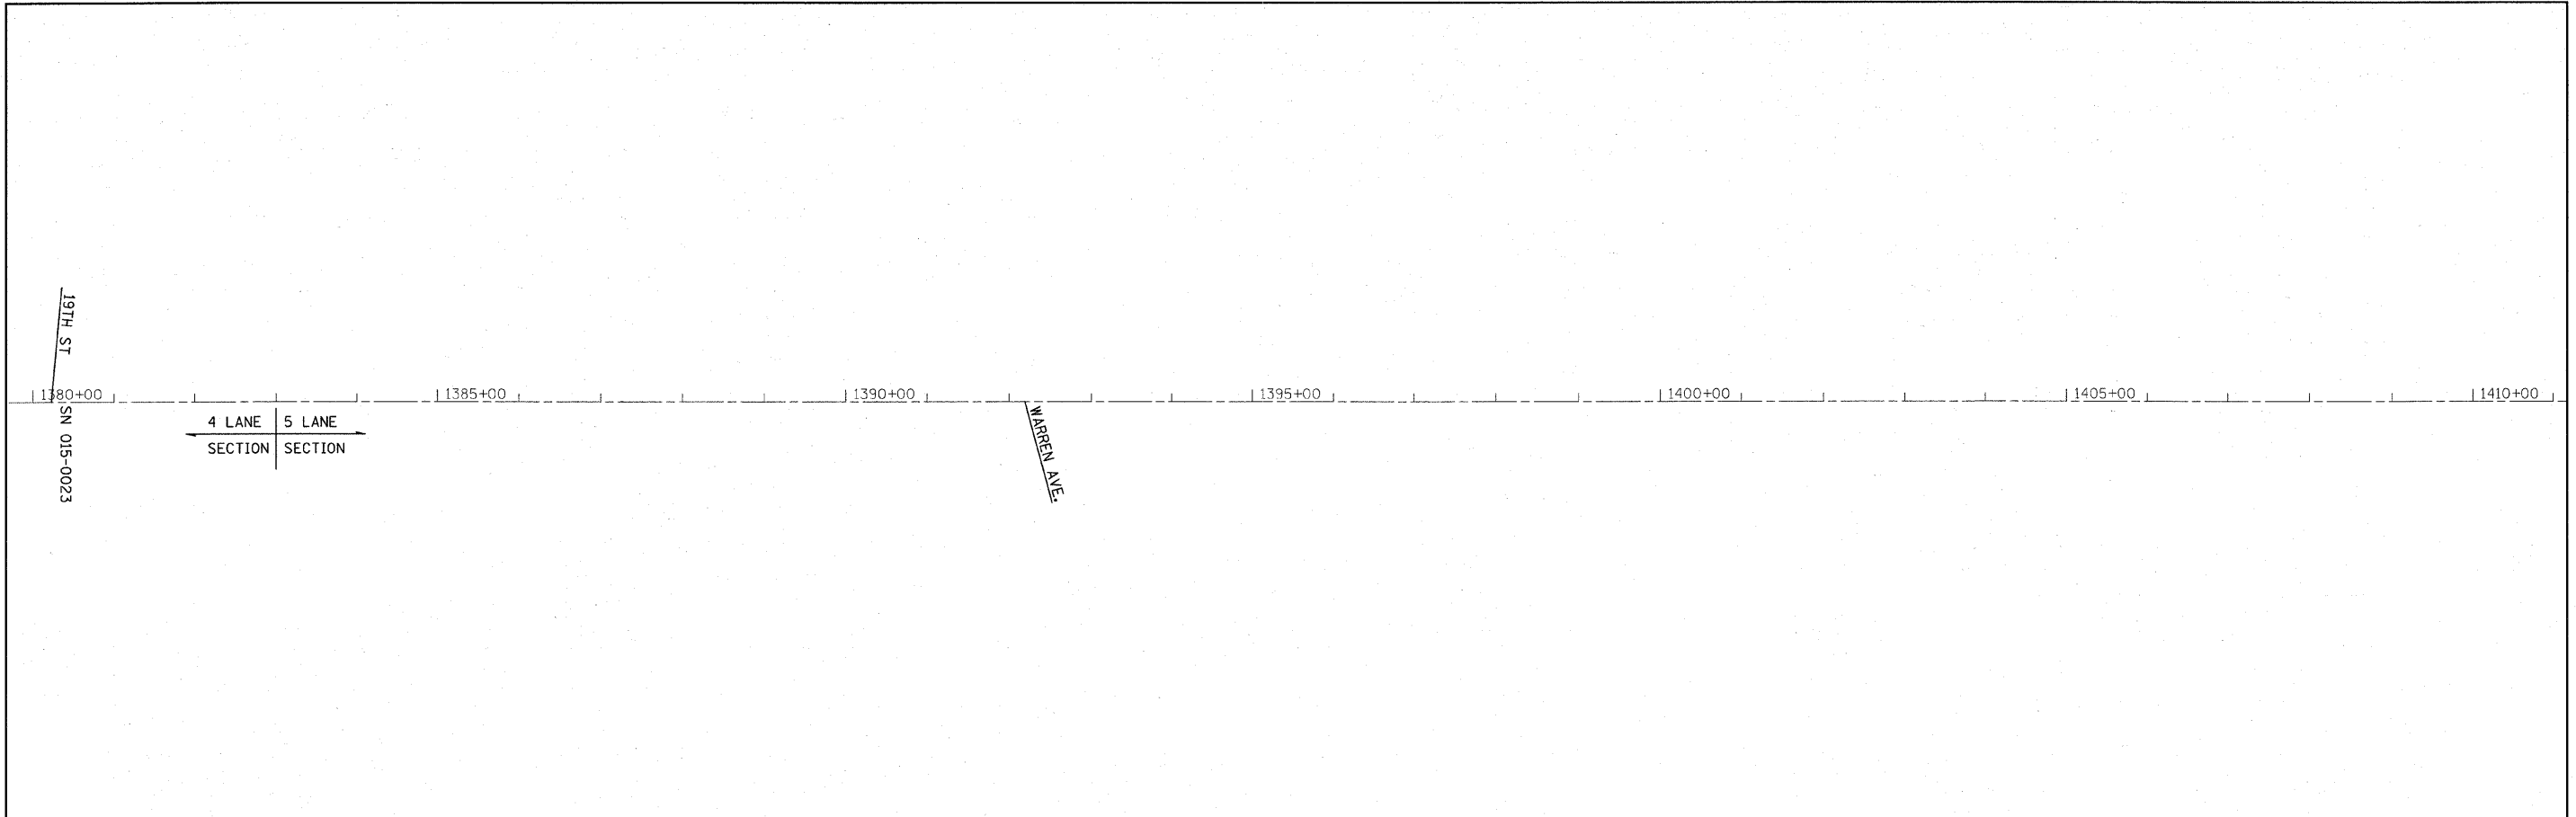 19TH ST
1380+00
1385+00
1390+00
1395+00
1400+00
1405+00
1410+00
SN 015-0023
4 LANE
5 LANE
SECTION
SECTION
WARREN AVE.